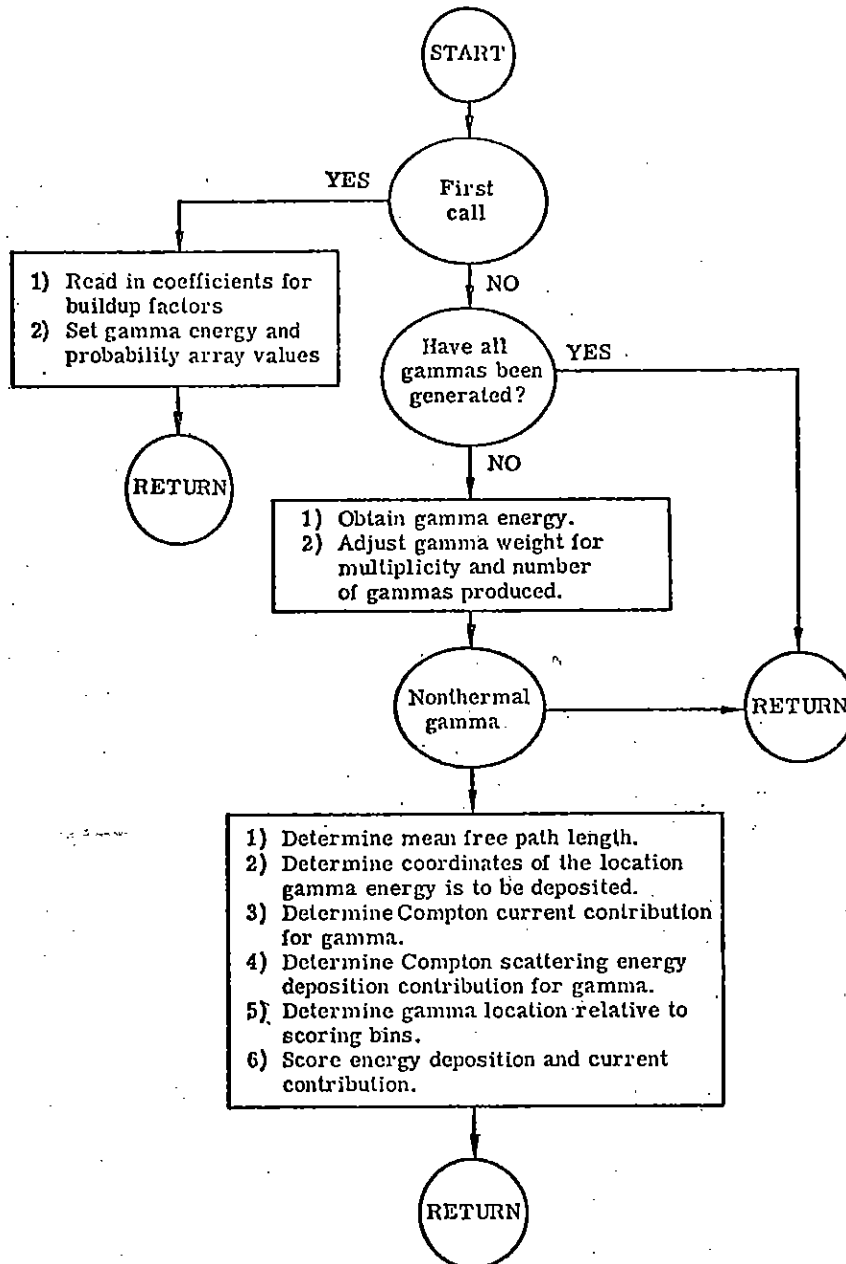 START
First
call
YES
NO
1) Read in coefficients for
buildup factors
2) Set gamma energy and
probability array values
RETURN
Have all
gammas been
generated?
YES
NO
1) Obtain gamma energy.
2) Adjust gamma weight for
multiplicity and number
of gammas produced.
Nonthermal
gamma
RETURN
1) Determine mean free path length.
2) Determine coordinates of the location
gamma energy is to be deposited.
3) Determine Compton current contribution
for gamma.
4) Determine Compton scattering energy
deposition contribution for gamma.
5) Determine gamma location relative to
scoring bins.
6) Score energy deposition and current
contribution.
RETURN